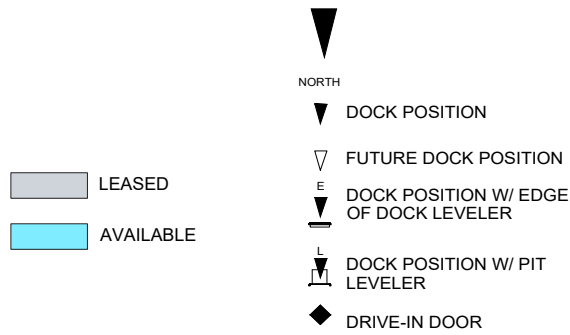 NORTH
DOCK POSITION
FUTURE DOCK POSITION
E
DOCK POSITION W/ EDGE
OF DOCK LEVELER
L
DOCK POSITION W/ PIT
LEVELER
DRIVE-IN DOOR
LEASED
AVAILABLE